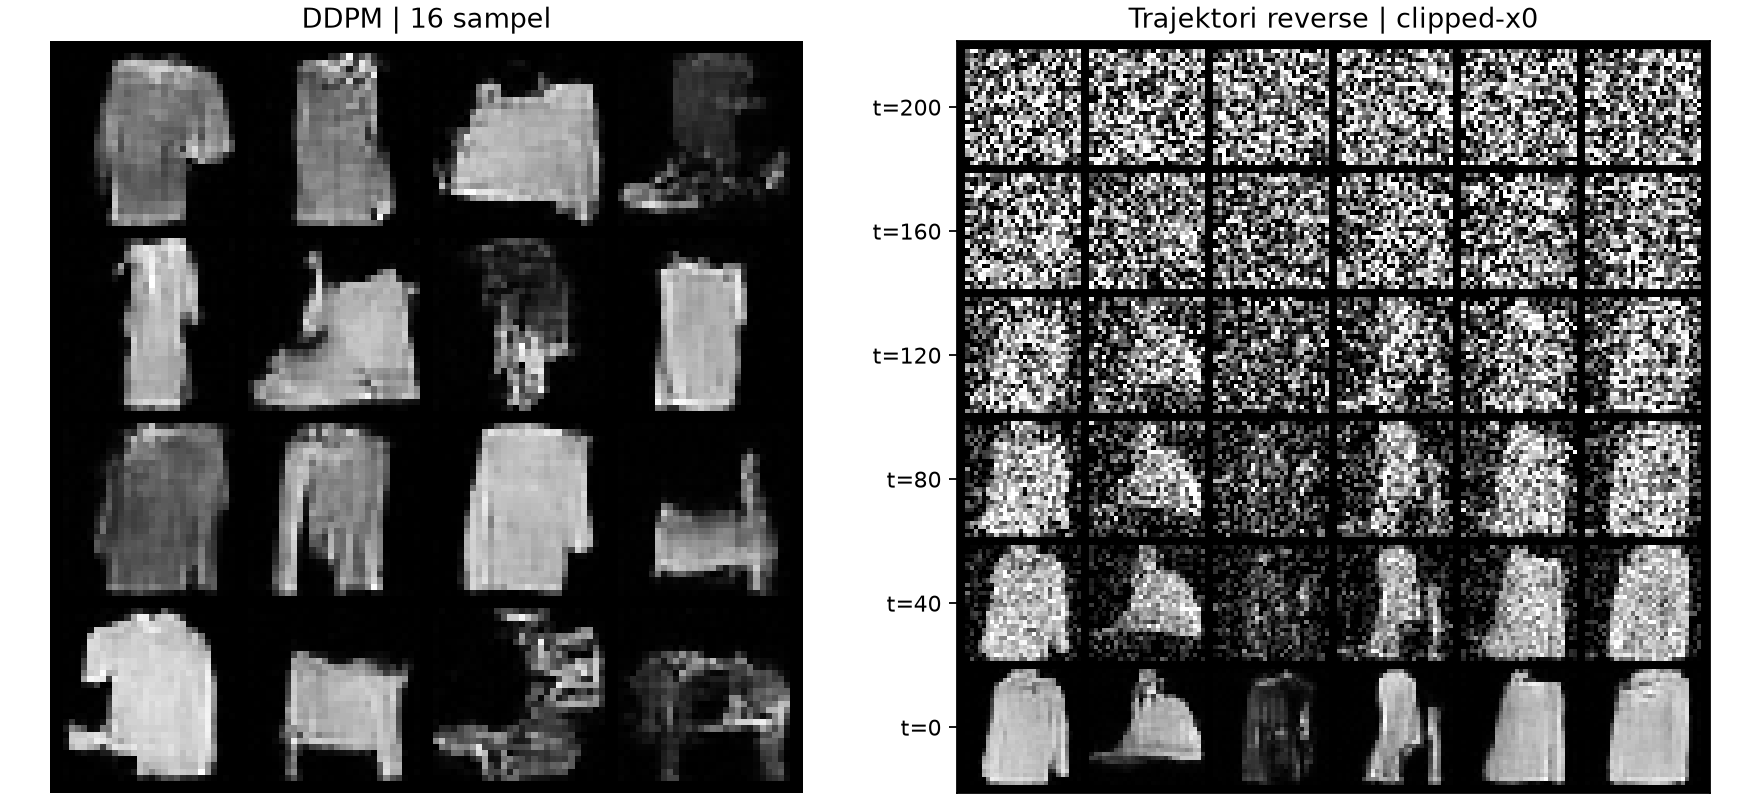 DDPM | 16 sampel
Trajektori reverse | clipped-x0
t=200
t=160
t=120
t=80
t=40
t=0